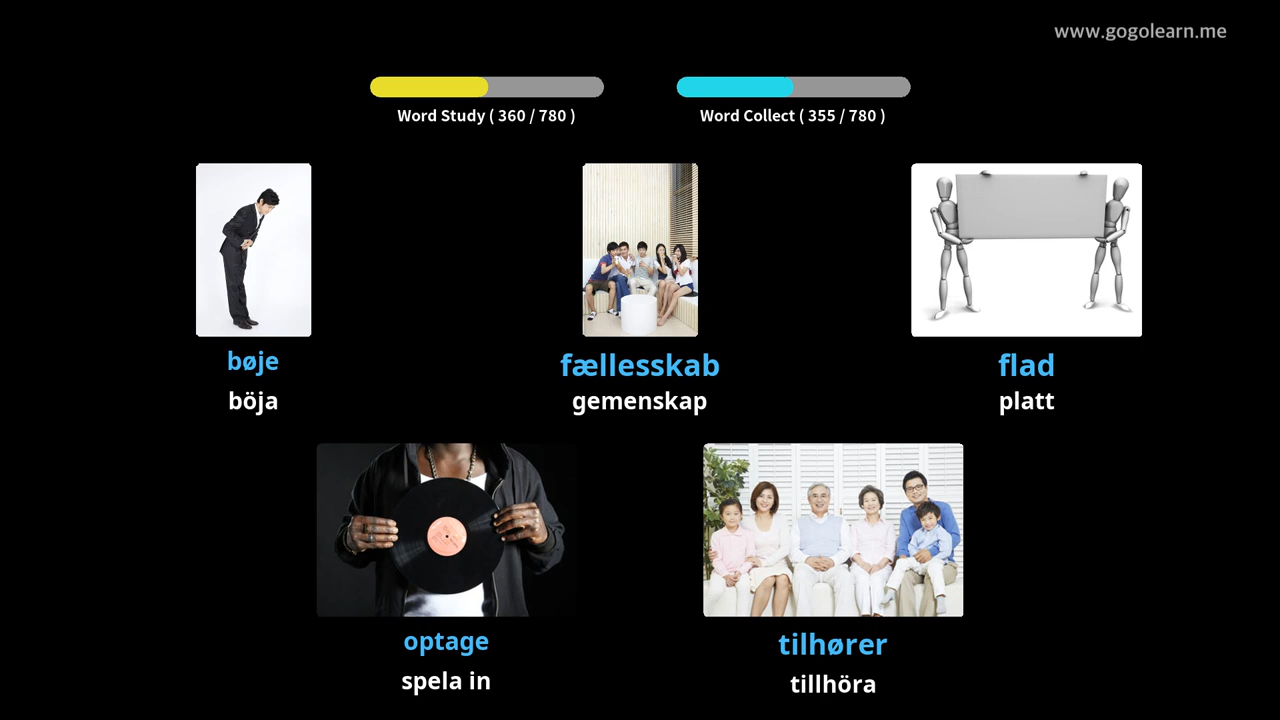 www.gogolearn.me
Word Study ( 360 / 780 )
Word Collect ( 355 / 780 )
bøje
böja
fællesskab
gemenskap
flad
platt
optage
spela in
tilhører
tillhöra